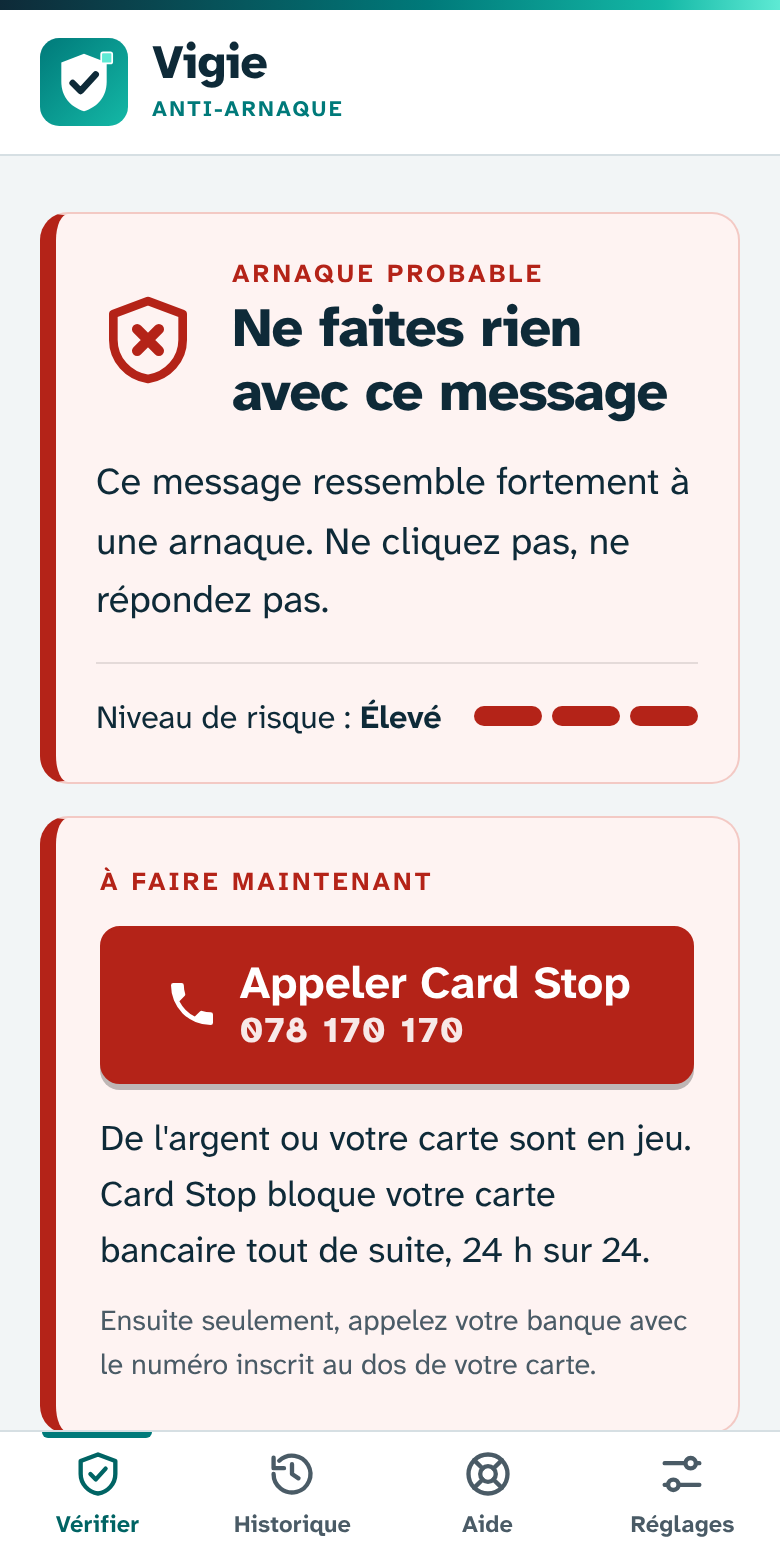 Vigie
ANTI-ARNAQUE
ARNAQUE PROBABLE
Ne faites rien
avec ce message
Ce message ressemble fortement à
une arnaque. Ne cliquez pas, ne
répondez pas.
Niveau de risque : Élevé
À FAIRE MAINTENANT
Appeler Card Stop
078 170 170
De l'argent ou votre carte sont en jeu.
Card Stop bloque votre carte
bancaire tout de suite, 24 h sur 24.
Ensuite seulement, appelez votre banque avec
le numéro inscrit au dos de votre carte.
Vérifier
Historique
Aide
Réglages